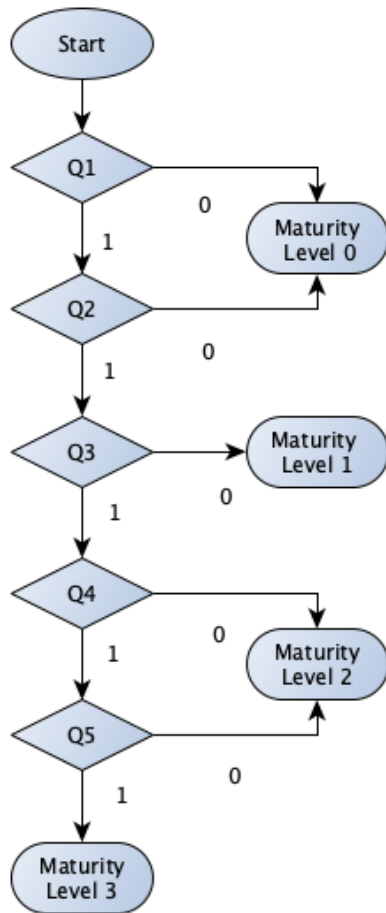 Start
Q1
0
Maturity
Level 0
1
Q2
0
1
Q3
Maturity
Level 1
0
1
Q4
0
Maturity
Level 2
1
Q5
0
1
Maturity
Level 3